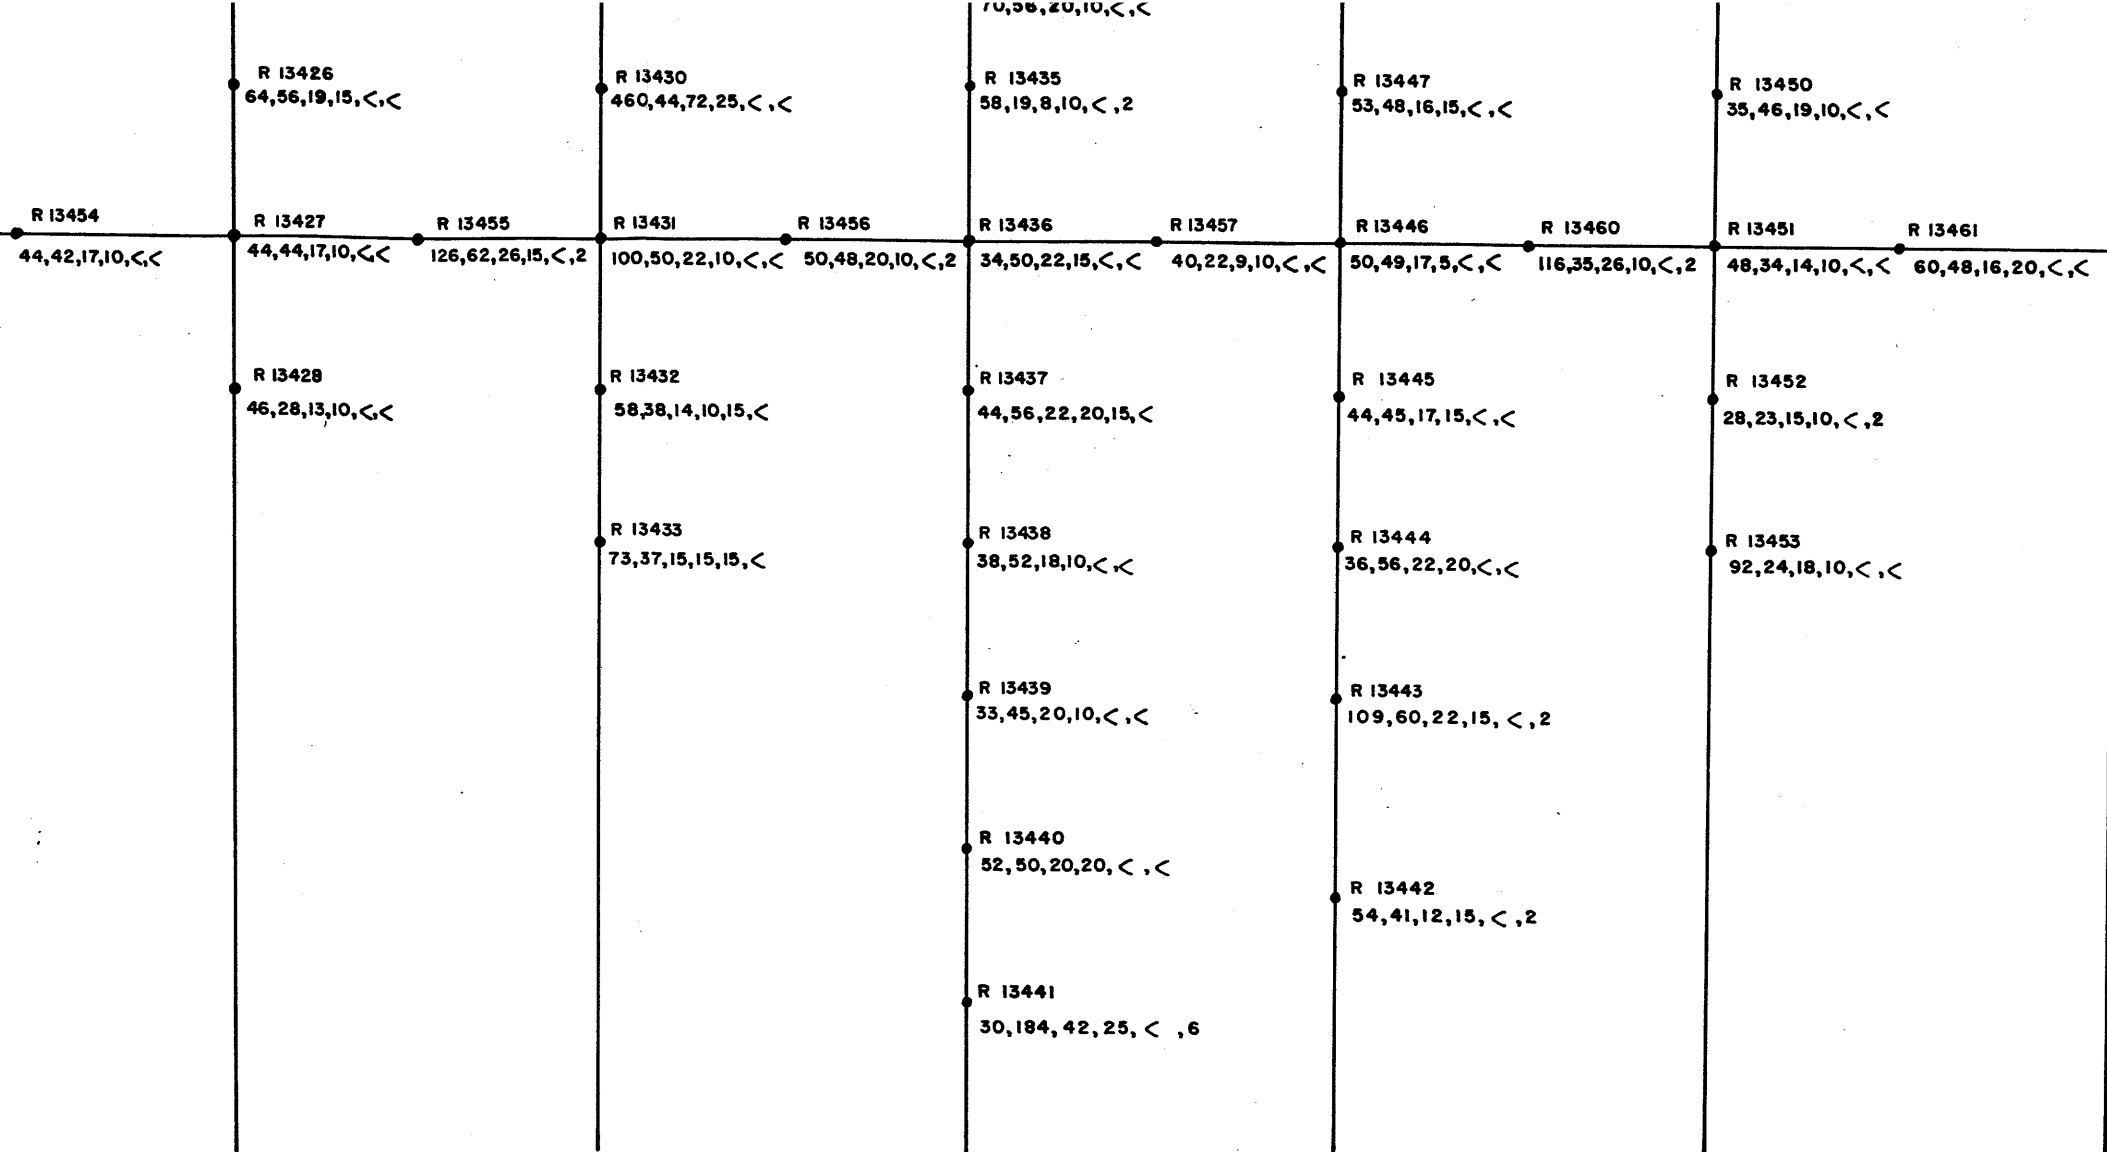 70,56,20,10,<,<
R 13426
64,56,19,15,<,<
R 13430
460,44,72,25,<,<
R 13435
58,19,8,10,<,2
R 13447
53,48,16,15,<,<
R 13450
35,46,19,10,<,<
R 13454
44,42,17,10,<,<
R 13427
44,44,17,10,<,<
R 13455
126,62,26,15,<,2
R 13431
100,50,22,10,<,<
R 13456
50,48,20,10,<,2
R 13436
34,50,22,15,<,<
R 13457
40,22,9,10,<,<
R 13446
50,49,17,5,<,<
R 13460
116,35,26,10,<,2
R 13451
48,34,14,10,<,<
R 13461
60,48,16,20,<,<
R 13428
46,28,13,10,<,<
R 13432
58,38,14,10,15,<
R 13437
44,56,22,20,15,<
R 13445
44,45,17,15,<,<
R 13452
28,23,15,10,<,2
R 13433
73,37,15,15,15,<
R 13438
38,52,18,10,<,<
R 13444
36,56,22,20,<,<
R 13453
92,24,18,10,<,<
R 13439
33,45,20,10,<,<
R 13443
109,60,22,15,<,2
R 13440
52,50,20,20,<,<
R 13442
54,41,12,15,<,2
R 13441
30,184,42,25,<,6